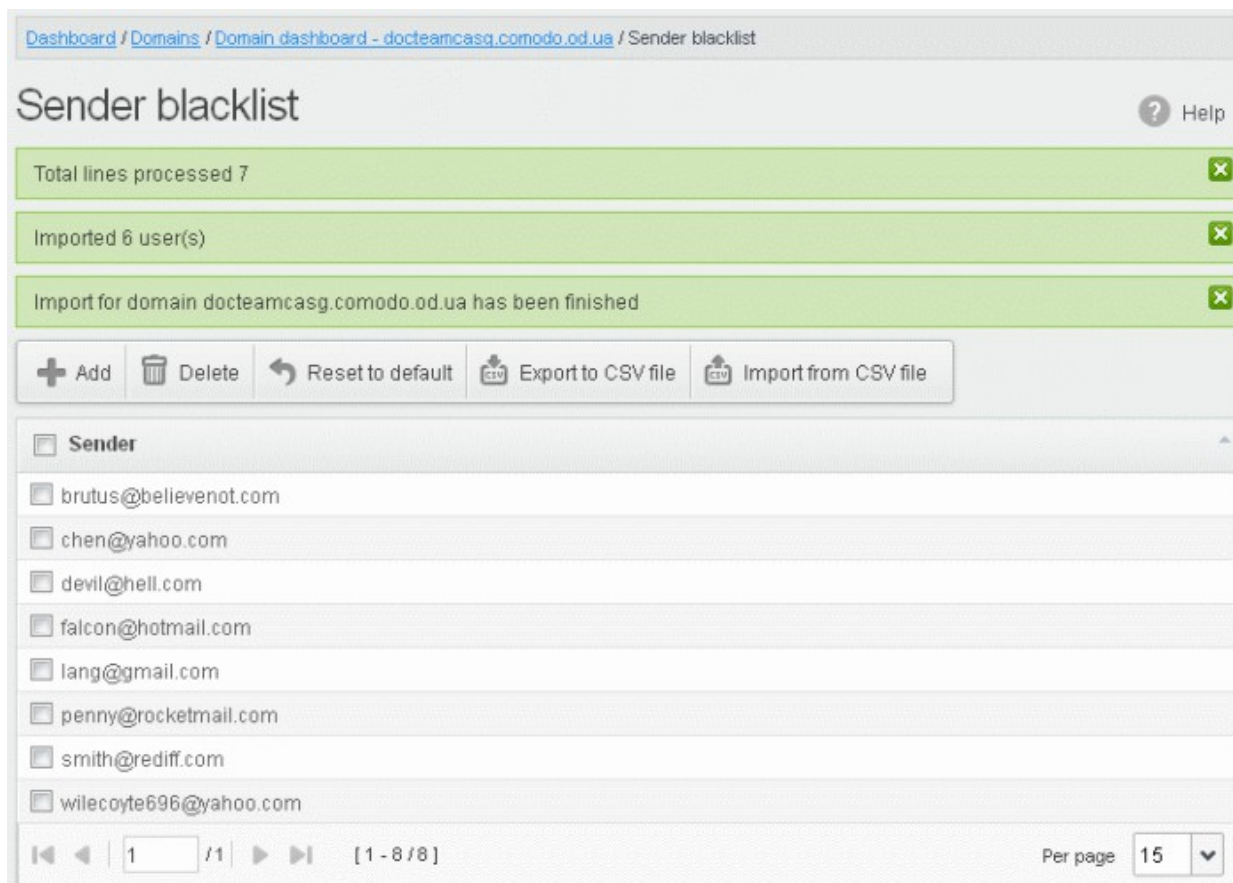 Dashboard / Domains / Domain dashboard - docteamcasg.comodo.od.ua / Sender blacklist
Sender blacklist
? Help
Total lines processed 7
Imported 6 user(s)
Import for domain docteamcasg.comodo.od.ua has been finished
Add Delete Reset to default CSV Export to CSV file CSV Import from CSV file
Sender
brutus@believenot.com
chen@yahoo.com
devil@hell.com
falcon@hotmail.com
lang@gmail.com
penny@rocketmail.com
smith@rediff.com
wilecoyte696@yahoo.com
1 /1 [1-8/8] Per page 15